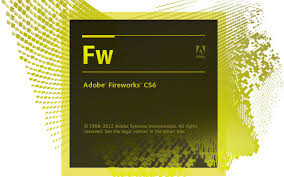 Fw
Adobe
Adobe® Fireworks® CS6
© 1998-2012 Adobe Systems Incorporated. All rights
reserved. See the legal notices in the about box.